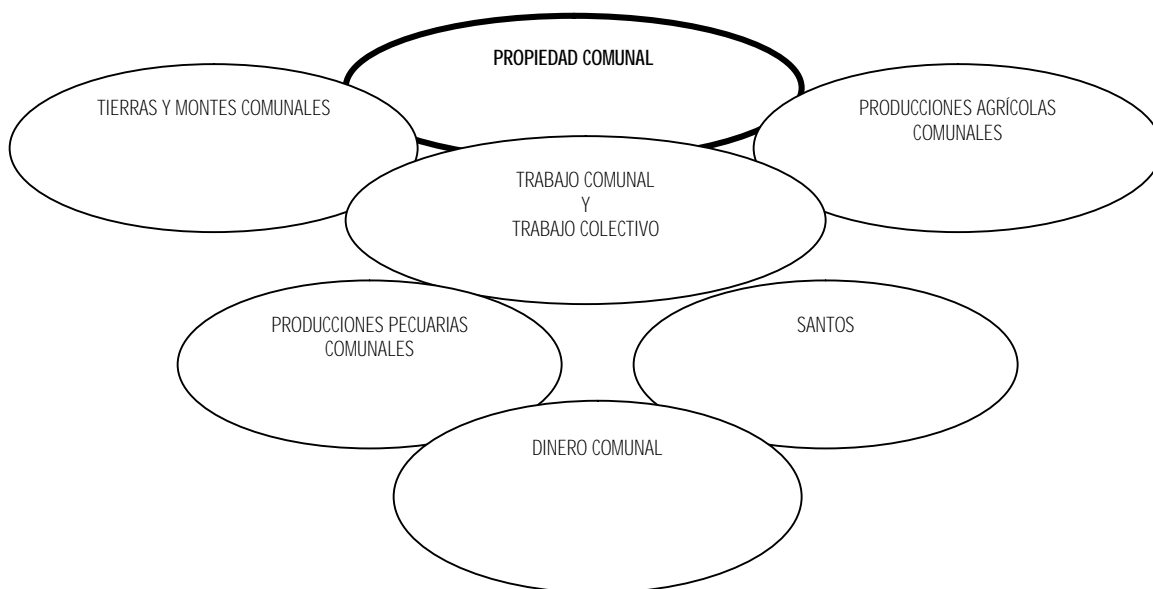 PROPIEDAD COMUNAL
TIERRAS Y MONTES COMUNALES
PRODUCCIONES AGRÍCOLAS
COMUNALES
TRABAJO COMUNAL
Y
TRABAJO COLECTIVO
PRODUCCIONES PECUARIAS
COMUNALES
SANTOS
DINERO COMUNAL